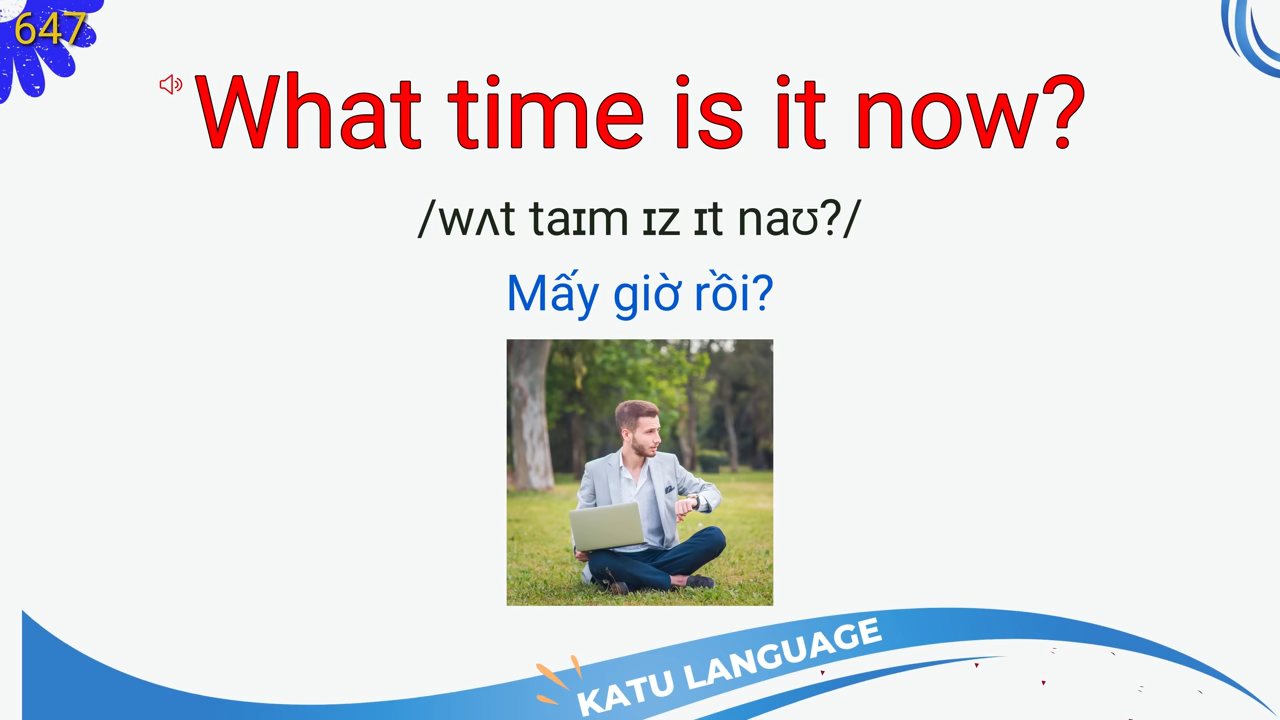 647
What time is it now?
/wʌt taɪm ɪz ɪt naʊ?/
Mấy giờ rồi?
KATU LANGUAGE